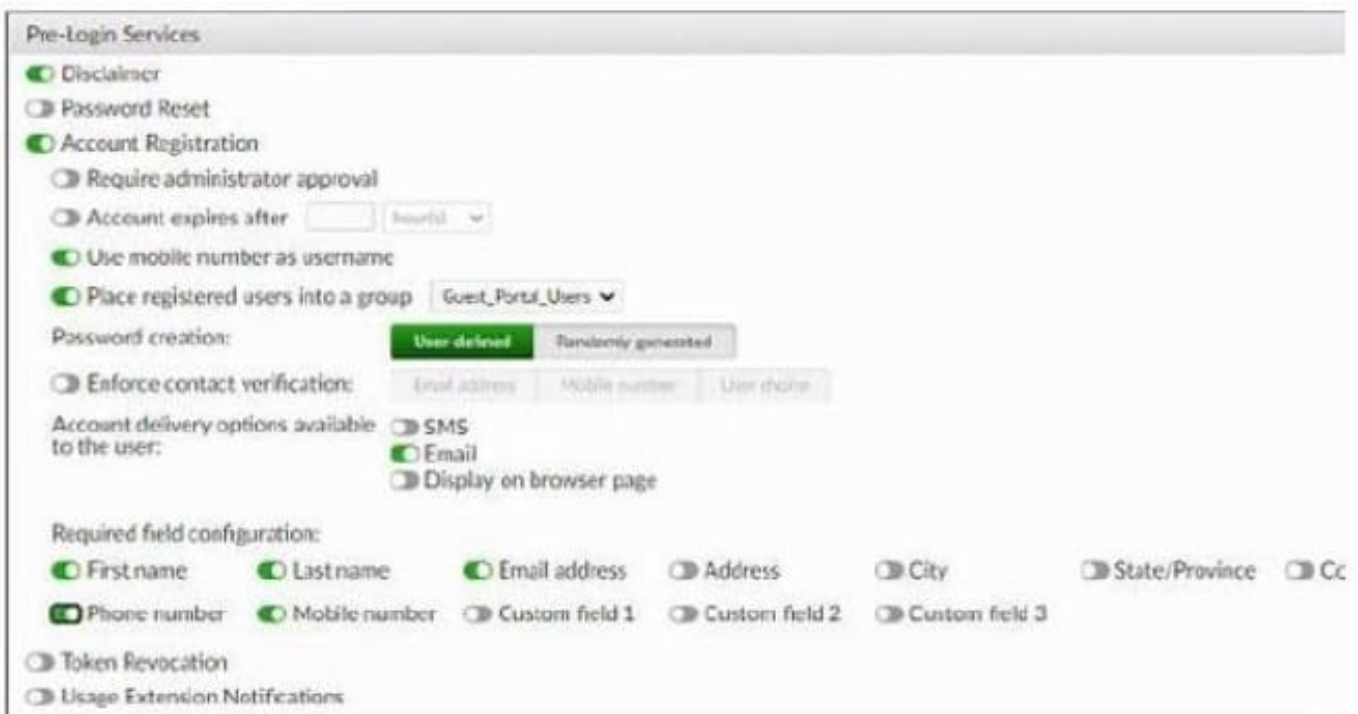 Pre-Login Services
Disclaimer
Password Reset
Account Registration
Require administrator approval
Account expires after hour(s)
Use mobile number as username
Place registered users into a group Guest_Portal_Users
Password creation: User-defined Randomly generated
Enforce contact verification: Email address Mobile number User choice
Account delivery options available SMS
to the user:
Email
Display on browser page
Required field configuration:
First name Last name Email address Address City State/Province Co
Phone number Mobile number Custom field 1 Custom field 2 Custom field 3
Token Revocation
Usage Extension Notifications